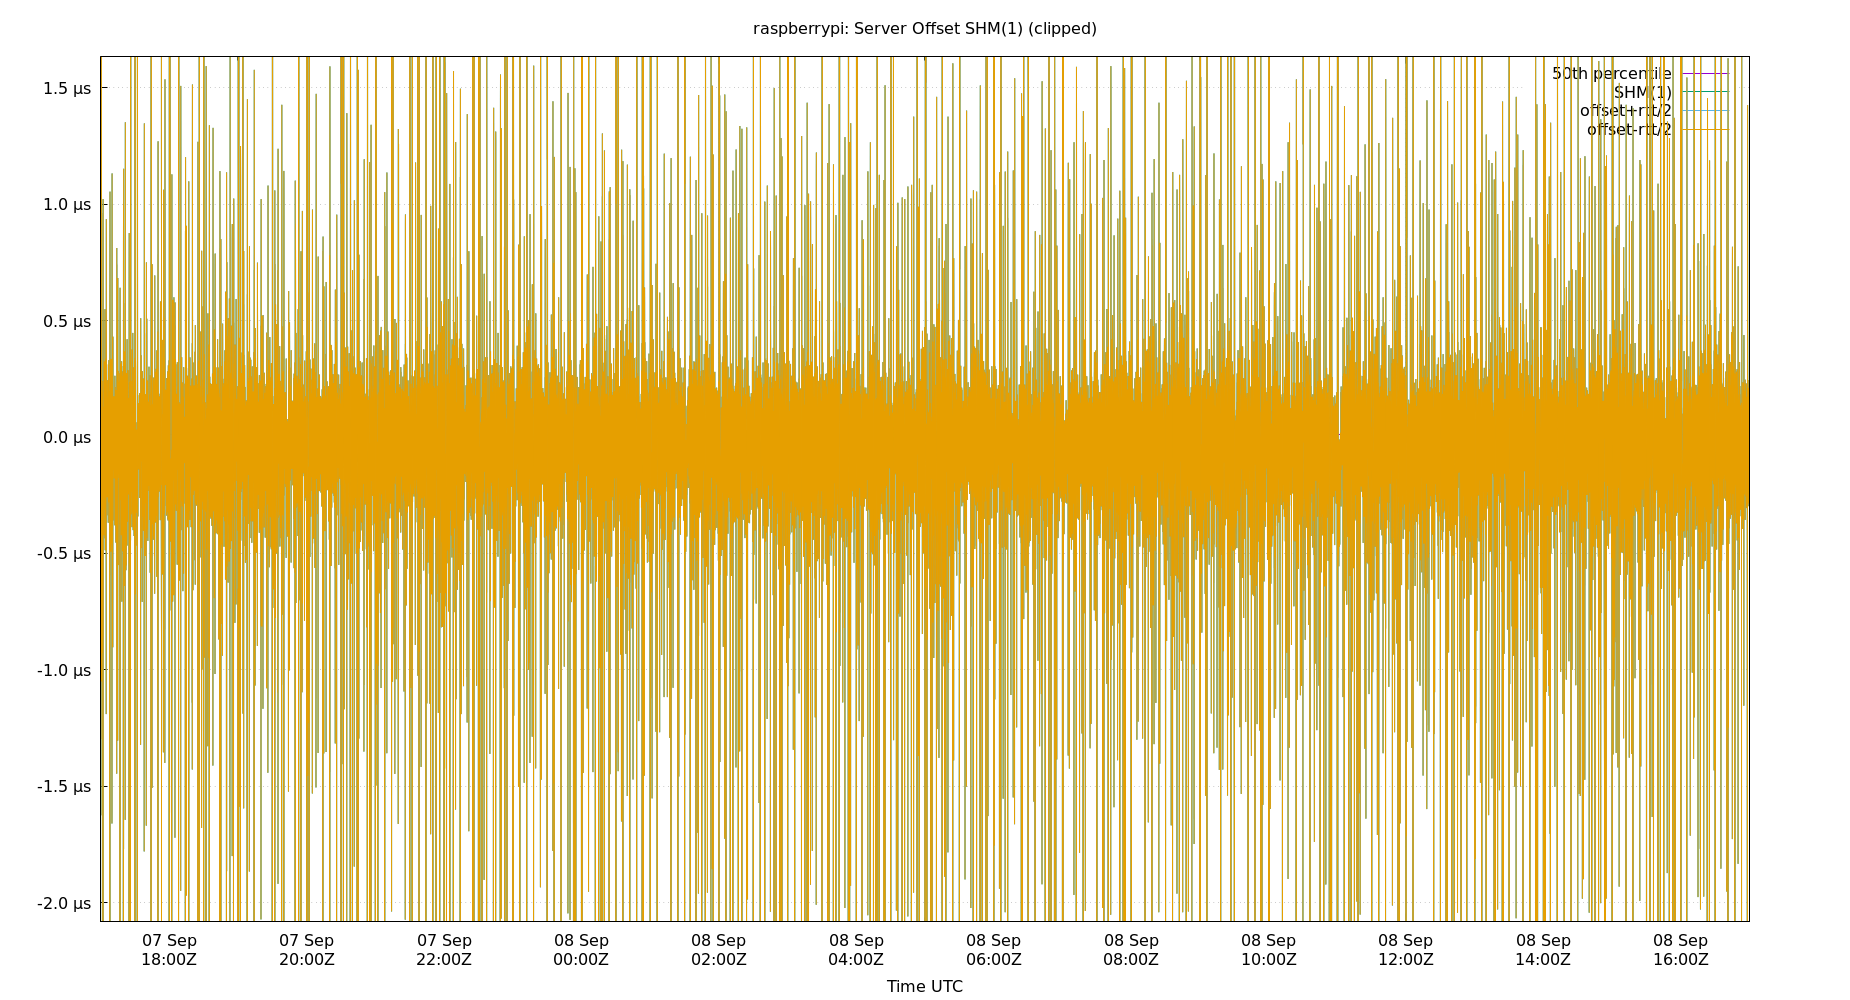 raspberrypi: Server Offset SHM(1) (clipped)
50th percentile
SHM(1)
offset+rtt/2
offset-rtt/2
1.5 µs
1.0 µs
0.5 µs
0.0 µs
-0.5 µs
-1.0 µs
-1.5 µs
-2.0 µs
07 Sep 07 Sep 07 Sep 08 Sep 08 Sep 08 Sep 08 Sep 08 Sep 08 Sep 08 Sep 08 Sep 08 Sep
18:00Z 20:00Z 22:00Z 00:00Z 02:00Z 04:00Z 06:00Z 08:00Z 10:00Z 12:00Z 14:00Z 16:00Z
Time UTC